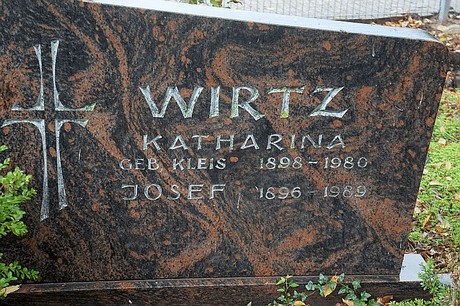 WIRTZ
KATHARINA
GEB. KLEIS 1898 - 1980
JOSEF 1896 - 1989